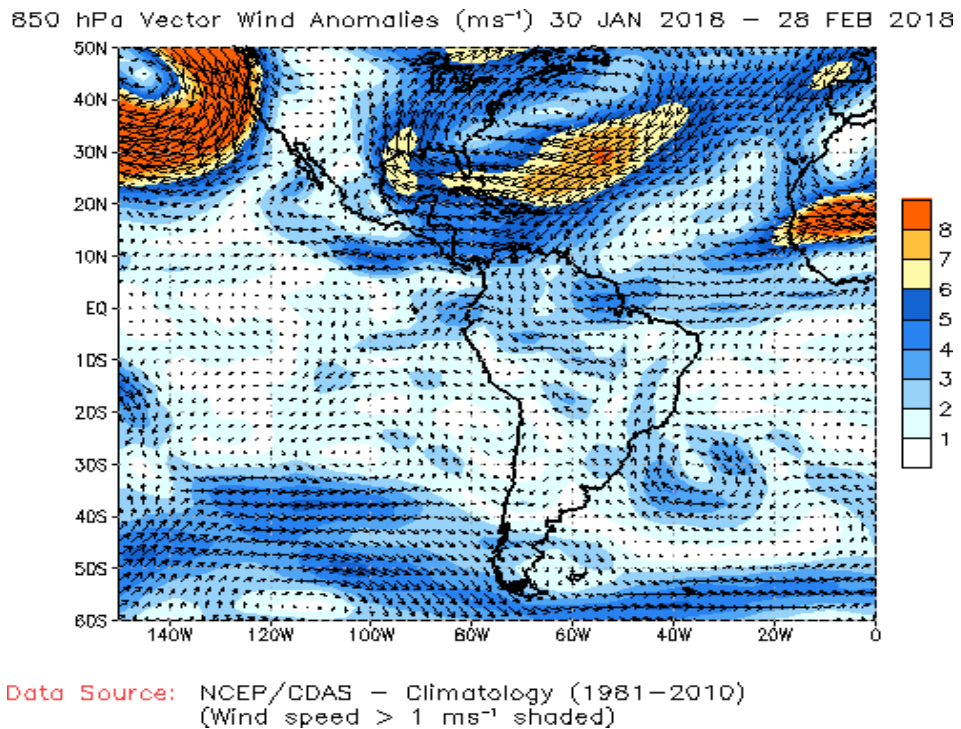 850 hPa Vector Wind Anomalies (ms⁻¹) 30 JAN 2018 – 28 FEB 2018
50N
40N
30N
20N
10N
EQ
10S
20S
30S
40S
50S
60S
140W 120W 100W 80W 60W 40W 20W 0
8
7
6
5
4
3
2
1
Data Source: NCEP/CDAS – Climatology (1981–2010)
(Wind speed > 1 ms⁻¹ shaded)